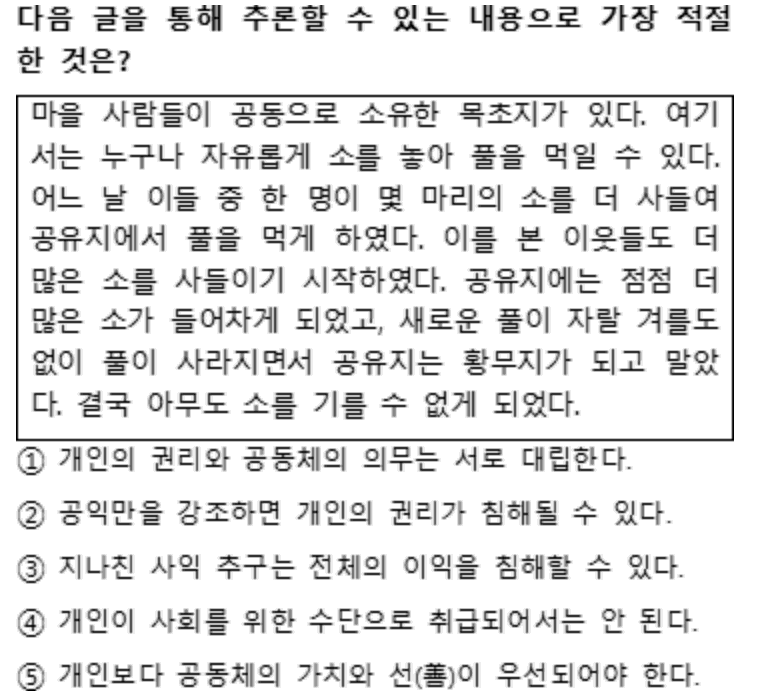 다음 글을 통해 추론할 수 있는 내용으로 가장 적절
한 것은?
마을 사람들이 공동으로 소유한 목초지가 있다. 여기
서는 누구나 자유롭게 소를 놓아 풀을 먹일 수 있다.
어느 날 이들 중 한 명이 몇 마리의 소를 더 사들여
공유지에서 풀을 먹게 하였다. 이를 본 이웃들도 더
많은 소를 사들이기 시작하였다. 공유지에는 점점 더
많은 소가 들어차게 되었고, 새로운 풀이 자랄 겨를도
없이 풀이 사라지면서 공유지는 황무지가 되고 말았
다. 결국 아무도 소를 기를 수 없게 되었다.
① 개인의 권리와 공동체의 의무는 서로 대립한다.
② 공익만을 강조하면 개인의 권리가 침해될 수 있다.
③ 지나친 사익 추구는 전체의 이익을 침해할 수 있다.
④ 개인이 사회를 위한 수단으로 취급되어서는 안 된다.
⑤ 개인보다 공동체의 가치와 선(善)이 우선되어야 한다.